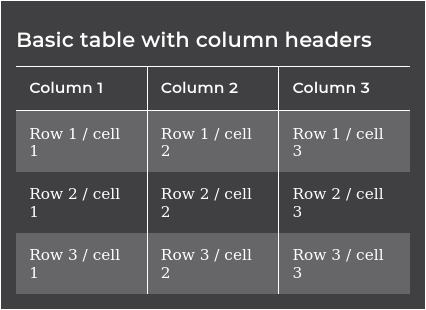 Basic table with column headers
Column 1 Column 2 Column 3
Row 1 / cell Row 1 / cell Row 1 / cell
1 2 3
Row 2 / cell Row 2 / cell Row 2 / cell
1 2 3
Row 3 / cell Row 3 / cell Row 3 / cell
1 2 3